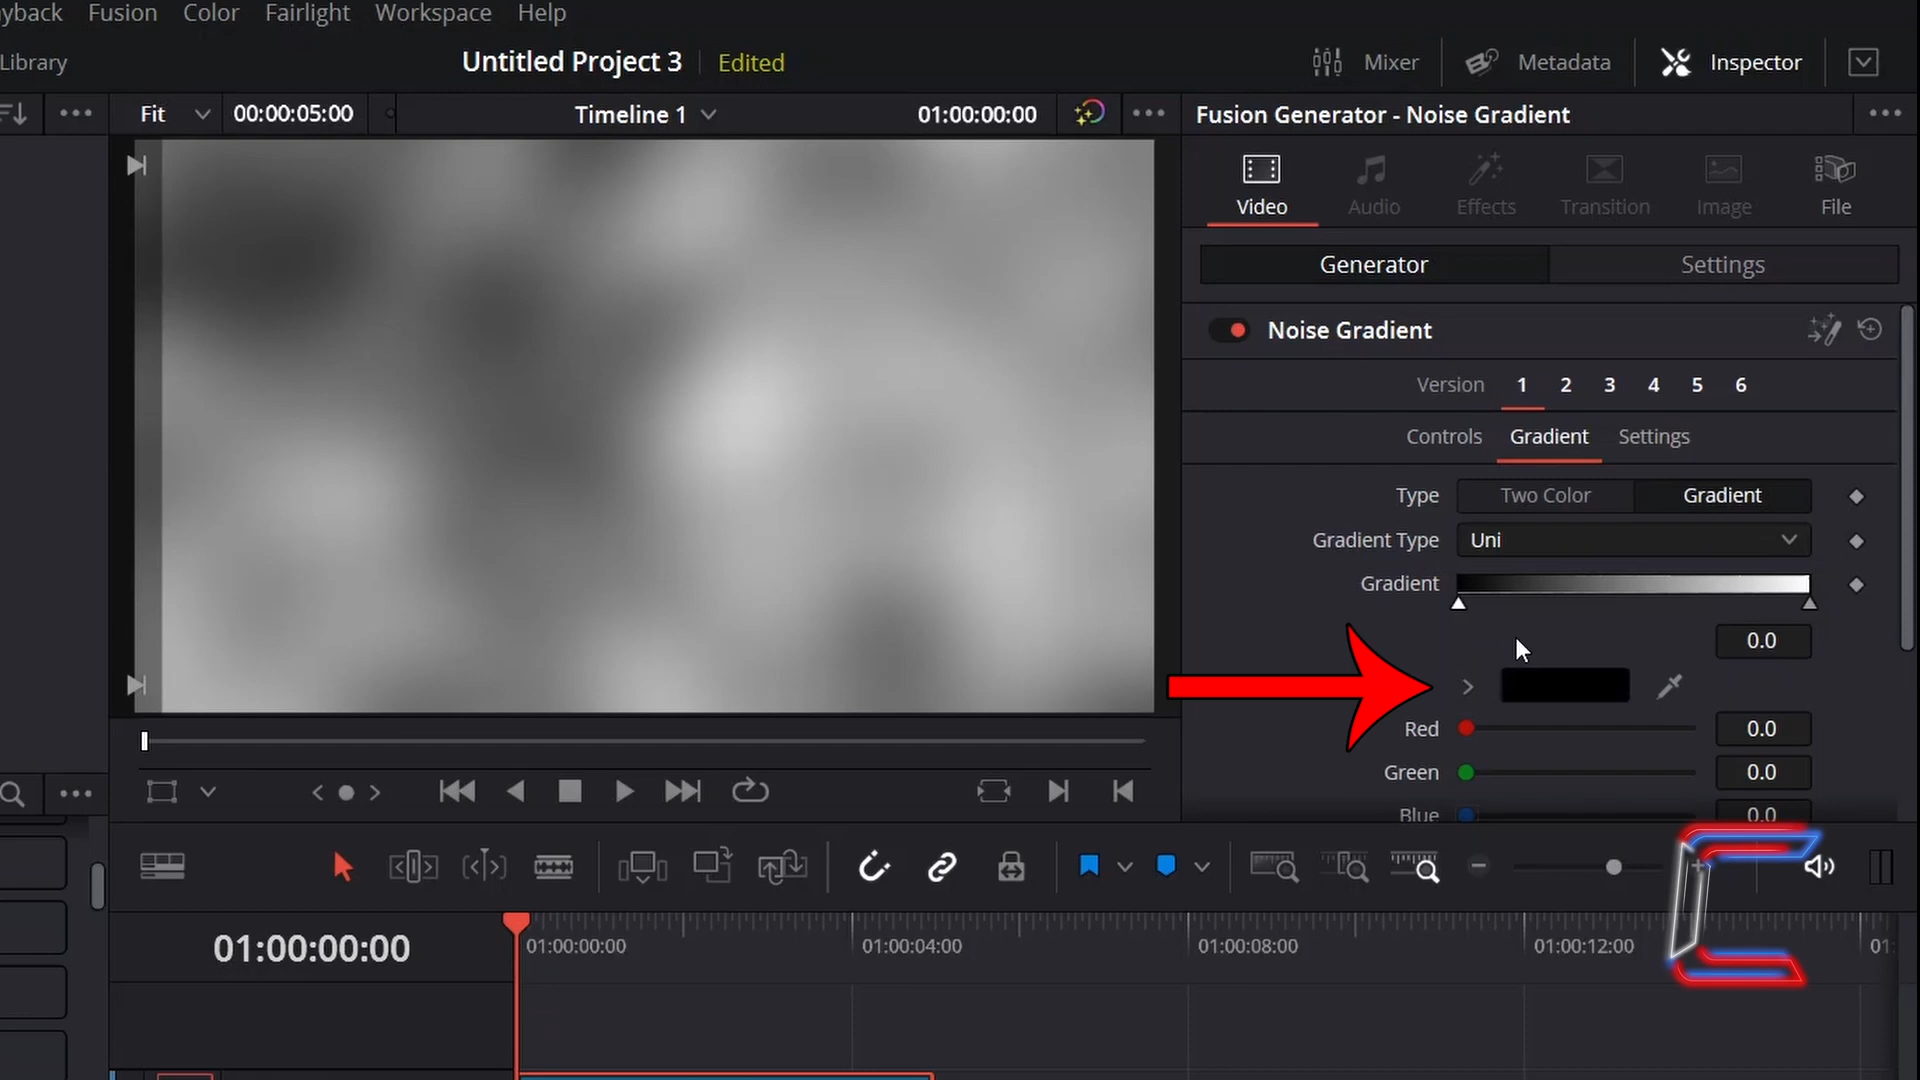 yback Fusion Color Fairlight Workspace Help
Library
Untitled Project 3
Edited
Mixer
Metadata
Inspector
Fit
00:00:05:00
Timeline 1
01:00:00:00
Fusion Generator - Noise Gradient
Video
Audio
Effects
Transition
Image
File
Generator
Settings
Noise Gradient
Version 1 2 3 4 5 6
Controls Gradient Settings
Type Two Color Gradient
Gradient Type Uni
Gradient
0.0
Red 0.0
Green 0.0
Blue 0.0
01:00:00:00
01:00:00:00
01:00:04:00
01:00:08:00
01:00:12:00
01: